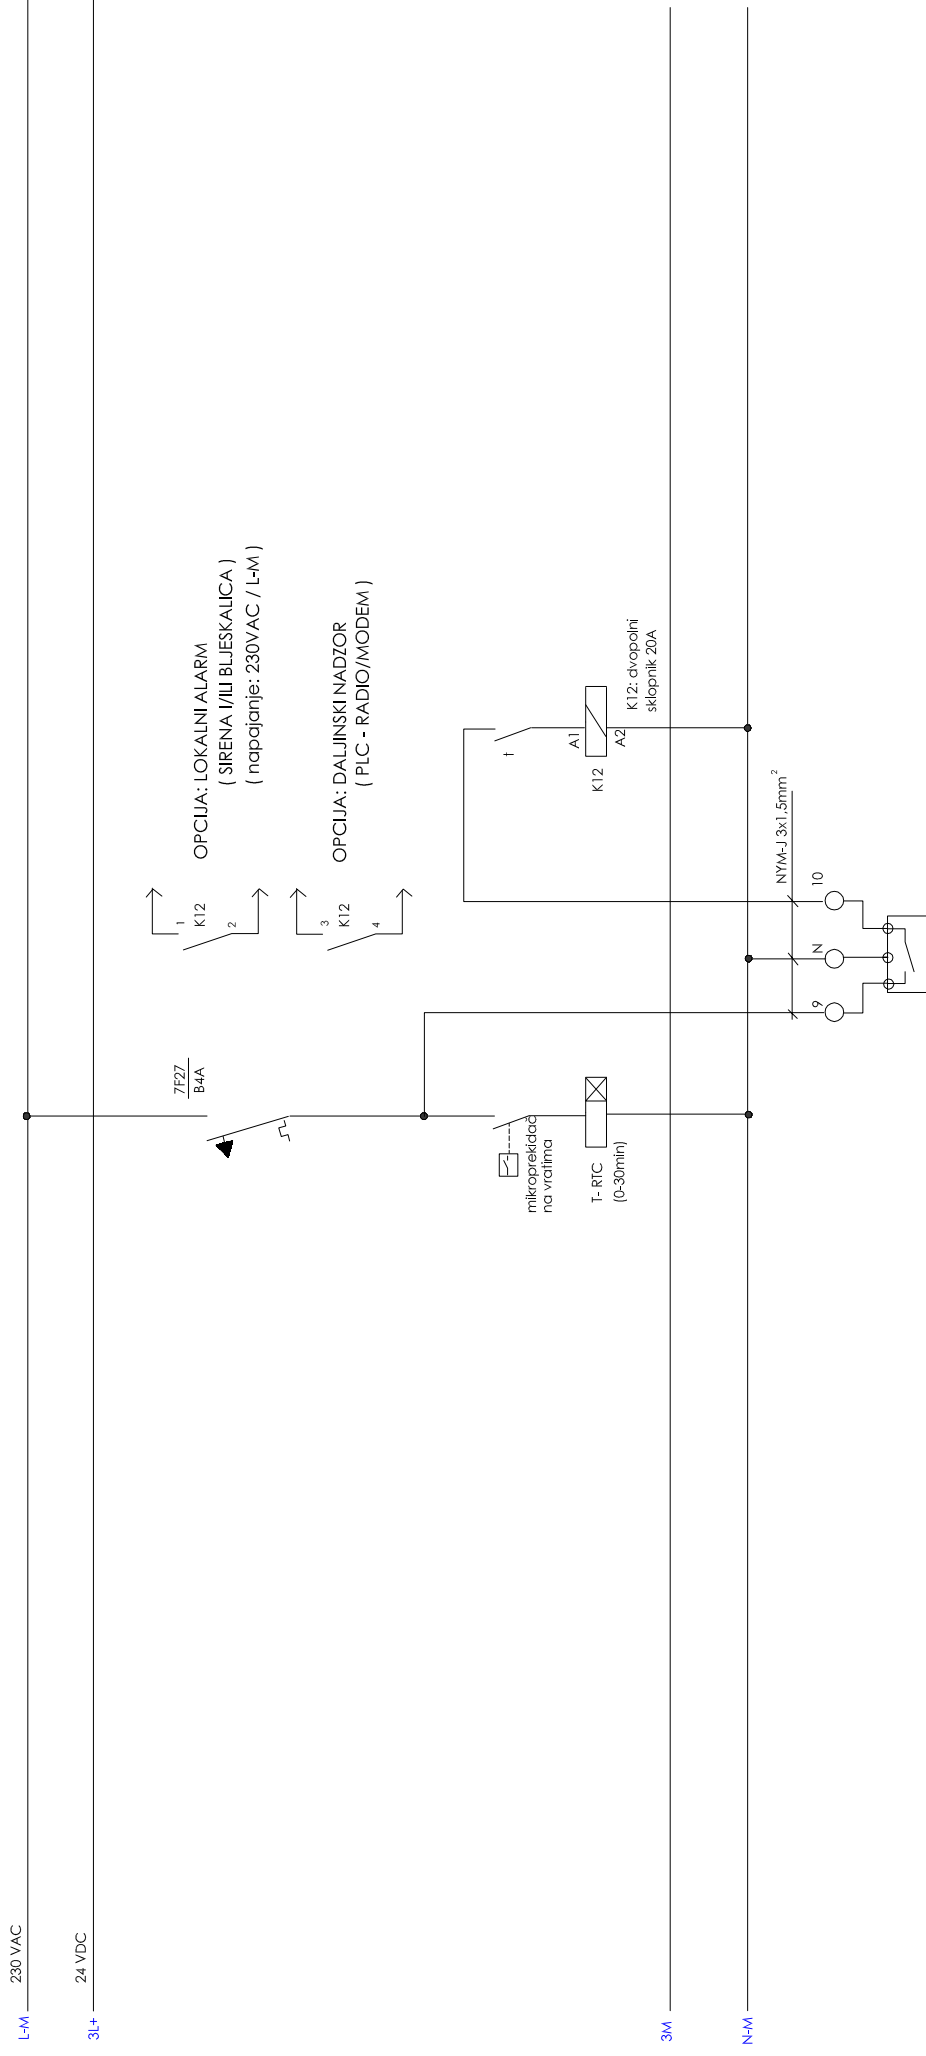 L-M
230 VAC
3L+
24 VDC
7F27
B4A
1
K12
2
OPCIJA: LOKALNI ALARM
( SIRENA I/ILI BLJESKALICA )
( napajanje: 230VAC / L-M )
3
K12
4
OPCIJA: DALJINSKI NADZOR
( PLC - RADIO/MODEM )
mikroprekidač
na vratima
T- RTC
(0-30min)
t
A1
K12
A2
K12: dvopolni
sklopnik 20A
3M
N-M
NYM-J 3x1,5mm²
9
N
10